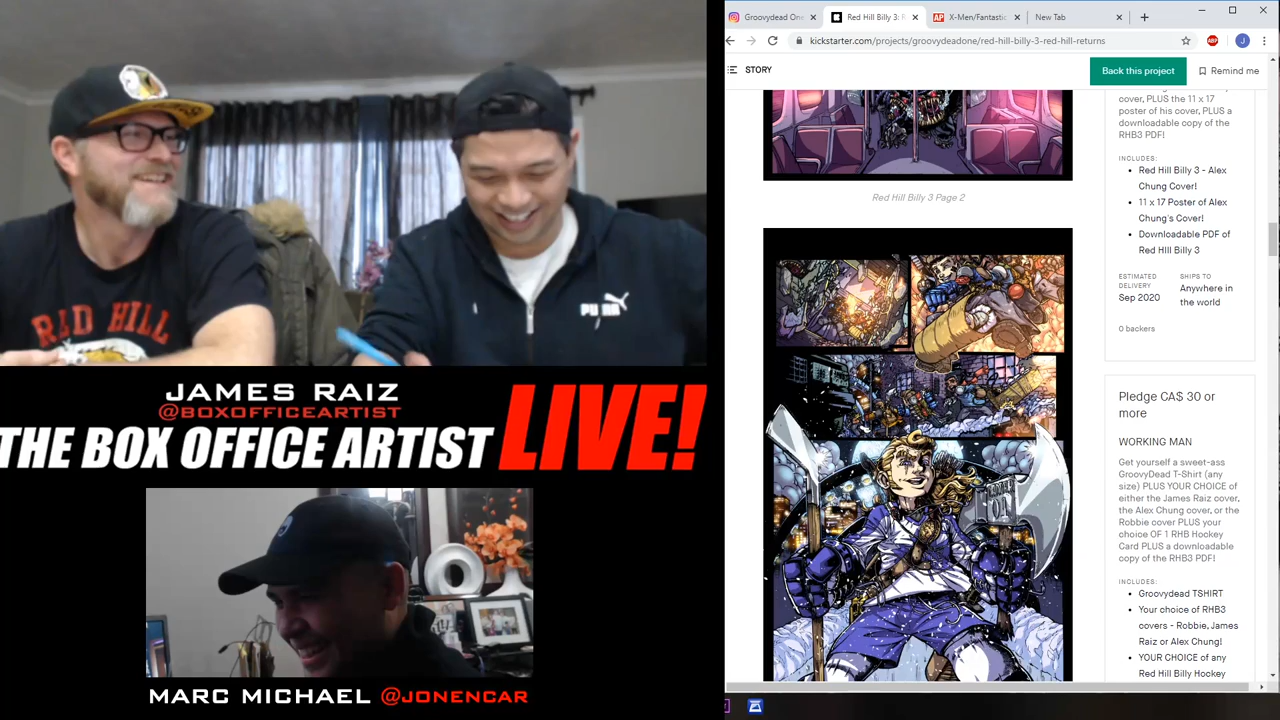 RED HILL
PUMA
JAMES RAIZ
@BOXOFFICEARTIST
THE BOX OFFICE ARTIST LIVE!
MARC MICHAEL @JONENCAR
Groovydead One
Red Hill Billy 3: R
X-Men/Fantastic
New Tab
kickstarter.com/projects/groovydeadone/red-hill-billy-3-red-hill-returns
ABP
J
STORY
Back this project
Remind me
Red Hill Billy 3 Page 2
cover, PLUS the 11 x 17
poster of his cover, PLUS a
downloadable copy of the
RHB3 PDF!
INCLUDES:
Red Hill Billy 3 - Alex
Chung Cover!
11 x 17 Poster of Alex
Chung's Cover!
Downloadable PDF of
Red HIll Billy 3
ESTIMATED
DELIVERY
Sep 2020
SHIPS TO
Anywhere in
the world
0 backers
Pledge CA$ 30 or
more
WORKING MAN
Get yourself a sweet-ass
GroovyDead T-Shirt (any
size) PLUS YOUR CHOICE of
either the James Raiz cover,
the Alex Chung cover, or the
Robbie cover PLUS your
choice OF 1 RHB Hockey
Card PLUS a downloadable
copy of the RHB3 PDF!
INCLUDES:
Groovydead TSHIRT
Your choice of RHB3
covers - Robbie, James
Raiz or Alex Chung!
YOUR CHOICE of any
Red Hill Billy Hockey